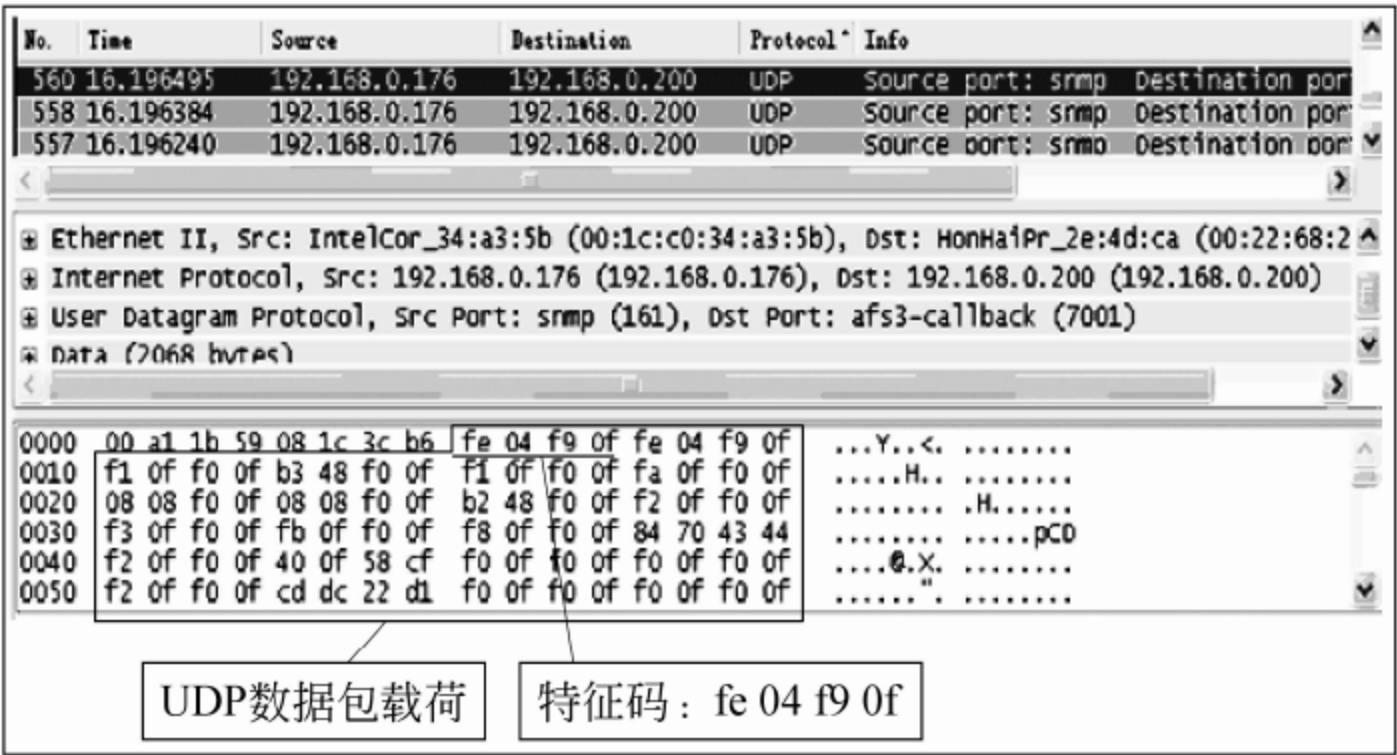 No. Time Source Destination Protocol Info
560 16.196495 192.168.0.176 192.168.0.200 UDP Source port: snmp Destination por
558 16.196384 192.168.0.176 192.168.0.200 UDP Source port: snmp Destination por
557 16.196240 192.168.0.176 192.168.0.200 UDP Source port: snmp Destination por
Ethernet II, Src: IntelCor_34:a3:5b (00:1c:c0:34:a3:5b), Dst: HonHaiPr_2e:4d:ca (00:22:68:2
Internet Protocol, Src: 192.168.0.176 (192.168.0.176), Dst: 192.168.0.200 (192.168.0.200)
User Datagram Protocol, Src Port: snmp (161), Dst Port: afs3-callback (7001)
Data (2068 bytes)
0000 00 a1 1b 59 08 1c 3c b6 fe 04 f9 0f fe 04 f9 0f ...Y..<. ........
0010 f1 0f f0 0f b3 48 f0 0f f1 0f f0 0f fa 0f f0 0f .....H.. ........
0020 08 08 f0 0f 08 08 f0 0f b2 48 f0 0f f2 0f f0 0f ........ .H......
0030 f3 0f f0 0f fb 0f f0 0f f8 0f f0 0f 84 70 43 44 ........ .....pCD
0040 f2 0f f0 0f 40 0f 58 cf f0 0f f0 0f f0 0f f0 0f ....@.X. ........
0050 f2 0f f0 0f cd dc 22 d1 f0 0f f0 0f f0 0f f0 0f ......". ........
UDP数据包载荷
特征码：fe 04 f9 0f